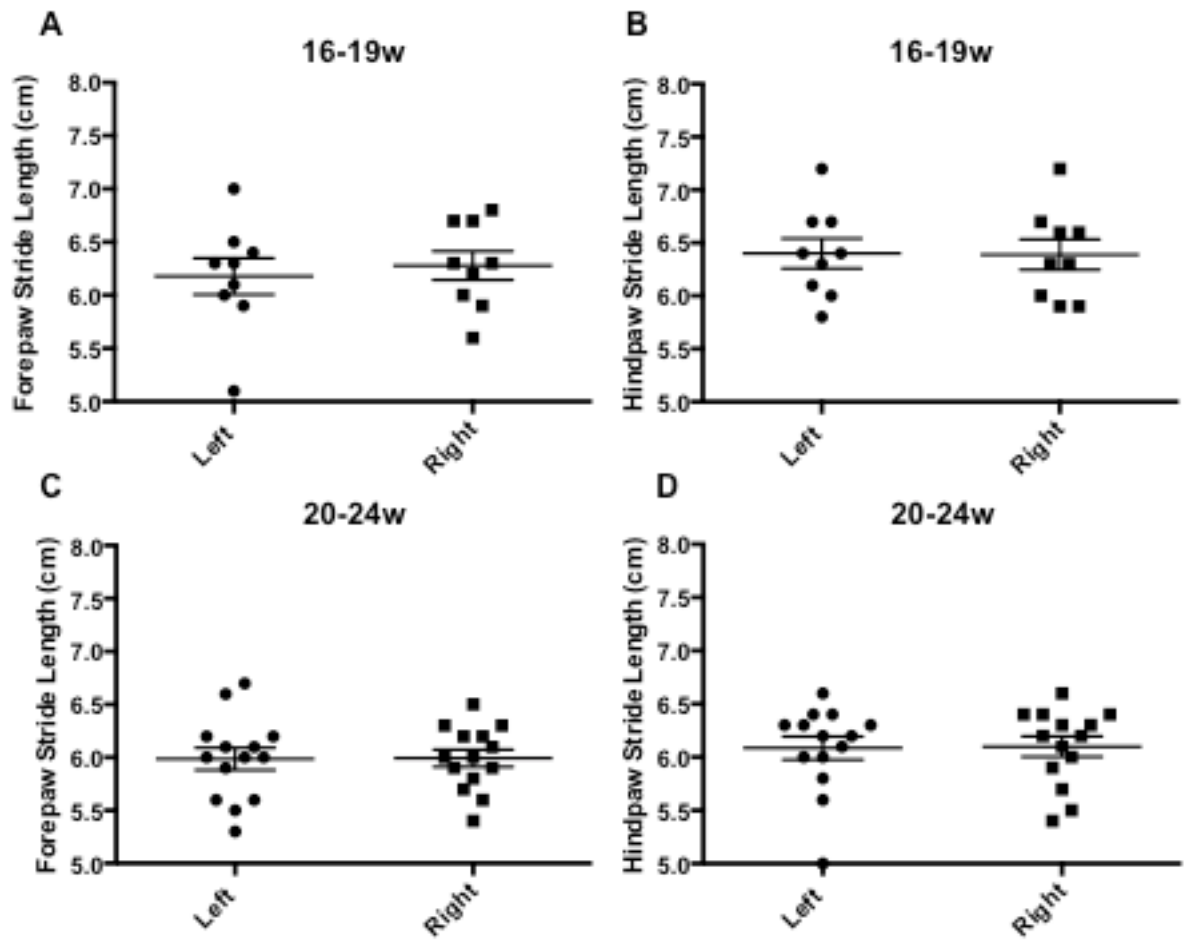 A
16-19w
Forepaw Stride Length (cm)
8.0
7.5
7.0
6.5
6.0
5.5
5.0
Left
Right
B
16-19w
Hindpaw Stride Length (cm)
8.0
7.5
7.0
6.5
6.0
5.5
5.0
Left
Right
C
20-24w
Forepaw Stride Length (cm)
8.0
7.5
7.0
6.5
6.0
5.5
5.0
Left
Right
D
20-24w
Hindpaw Stride Length (cm)
8.0
7.5
7.0
6.5
6.0
5.5
5.0
Left
Right